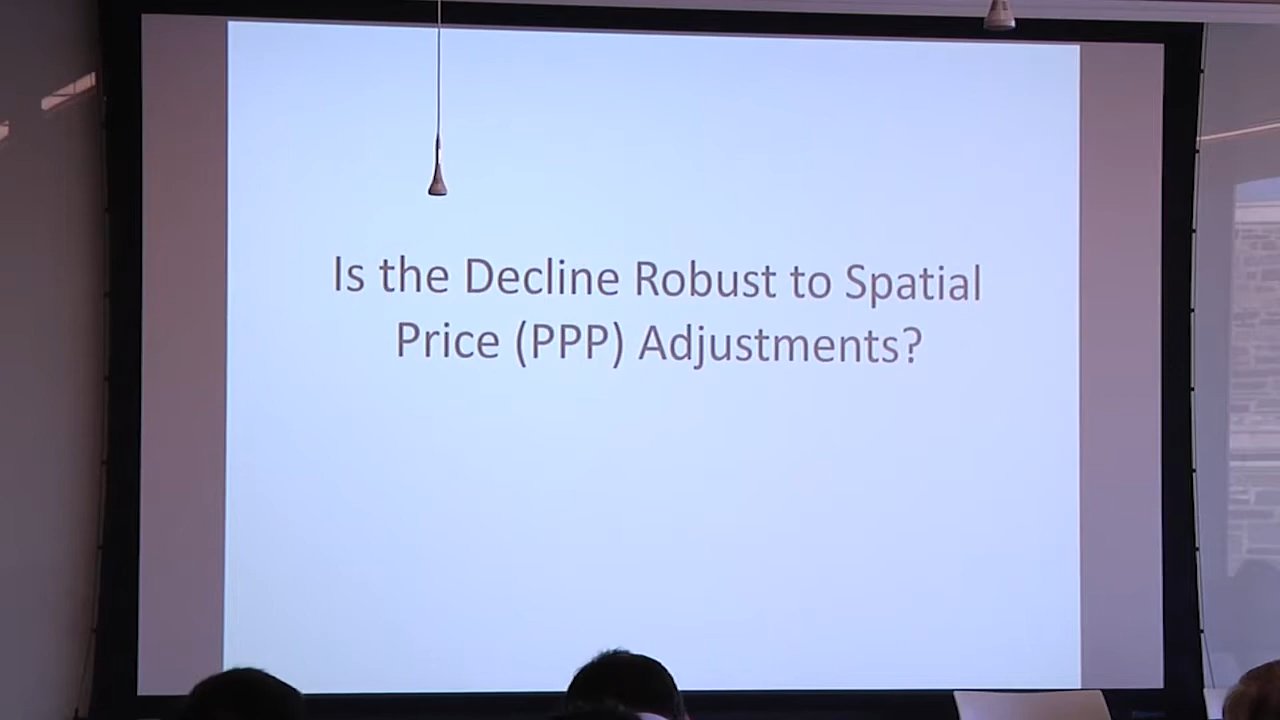 Is the Decline Robust to Spatial
Price (PPP) Adjustments?